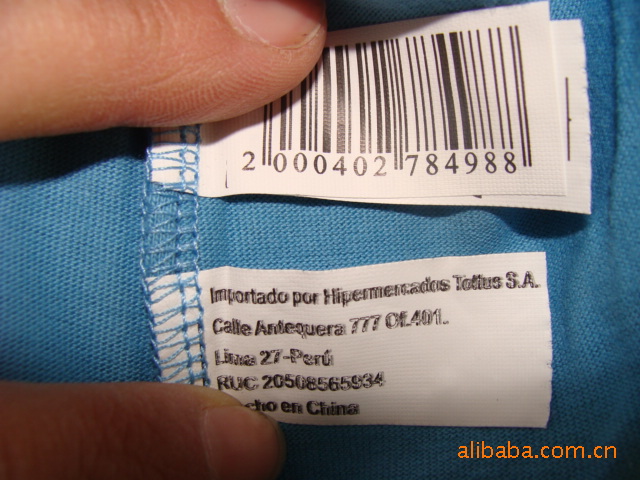 2 000402 784988
Importado por Hipermercados Tottus S.A.
Calle Antequera 777 Of.401.
Lima 27-Perú
RUC 20508565934
cho en China
alibaba.com.cn